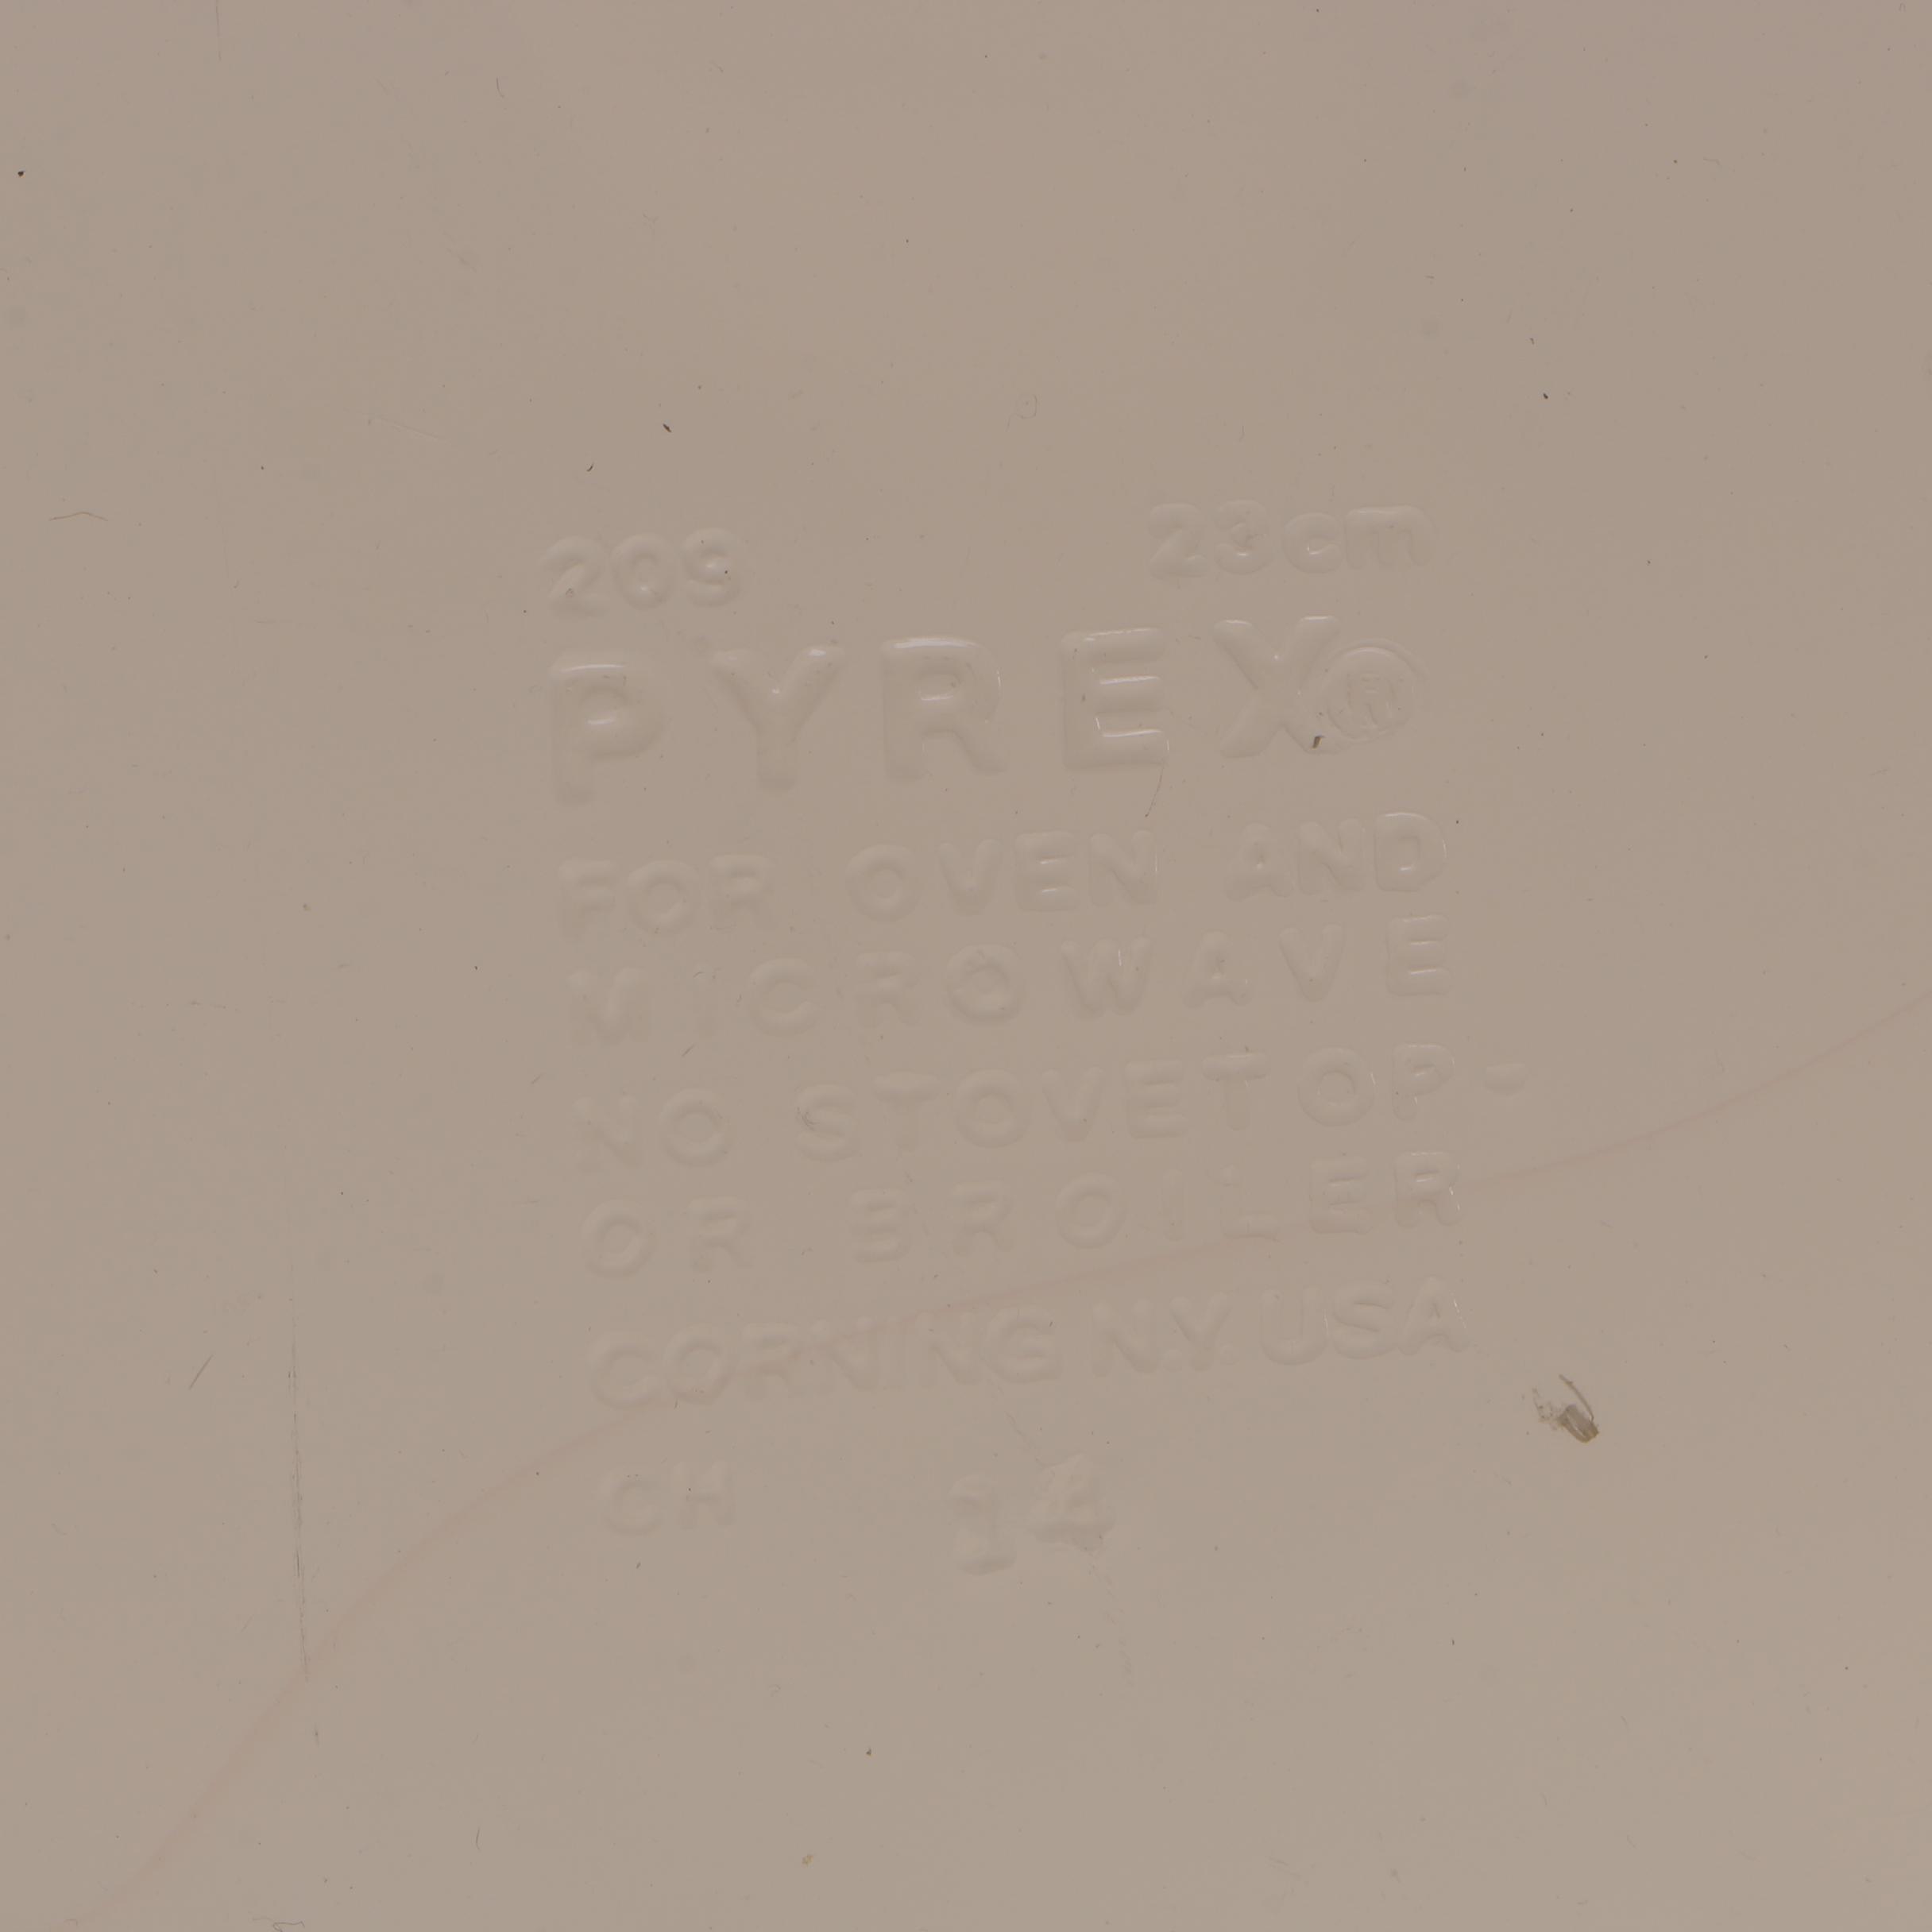 209 23cm
PYREX®
FOR OVEN AND
MICROWAVE
NO STOVETOP-
OR BROILER
CORNING N.Y. USA
CH 14